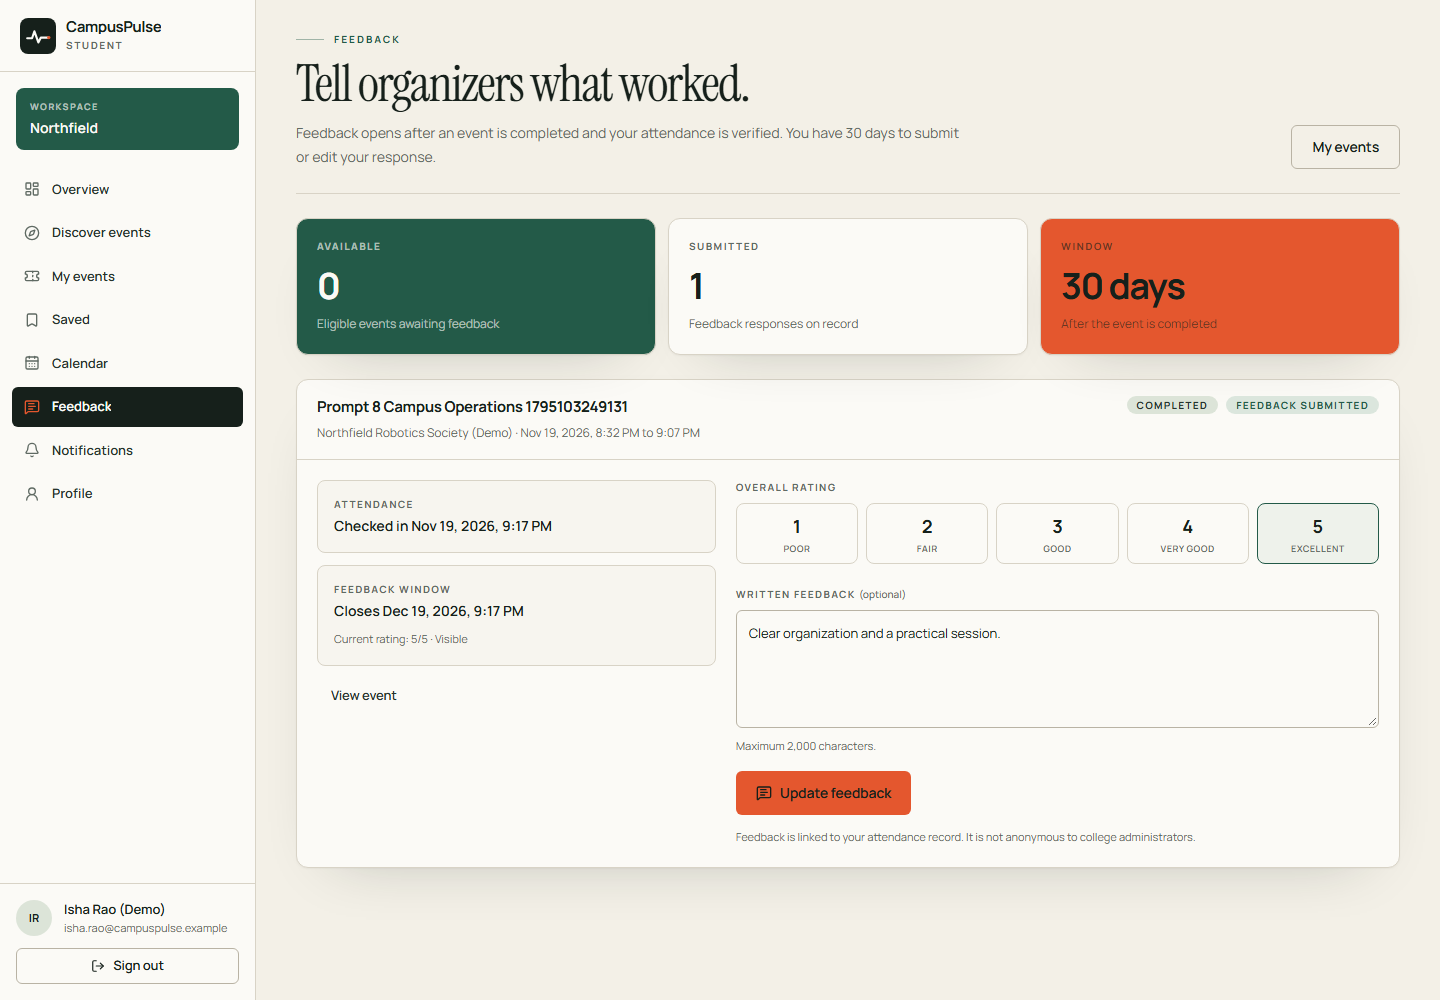 CampusPulse
STUDENT
WORKSPACE
Northfield
Overview
Discover events
My events
Saved
Calendar
Feedback
Notifications
Profile
IR
Isha Rao (Demo)
isha.rao@campuspulse.example
Sign out
FEEDBACK
Tell organizers what worked.
Feedback opens after an event is completed and your attendance is verified. You have 30 days to submit
or edit your response.
My events
AVAILABLE
0
Eligible events awaiting feedback
SUBMITTED
1
Feedback responses on record
WINDOW
30 days
After the event is completed
Prompt 8 Campus Operations 1795103249131
COMPLETED
FEEDBACK SUBMITTED
Northfield Robotics Society (Demo) · Nov 19, 2026, 8:32 PM to 9:07 PM
ATTENDANCE
Checked in Nov 19, 2026, 9:17 PM
FEEDBACK WINDOW
Closes Dec 19, 2026, 9:17 PM
Current rating: 5/5 · Visible
View event
OVERALL RATING
1
POOR
2
FAIR
3
GOOD
4
VERY GOOD
5
EXCELLENT
WRITTEN FEEDBACK (optional)
Clear organization and a practical session.
Maximum 2,000 characters.
Update feedback
Feedback is linked to your attendance record. It is not anonymous to college administrators.